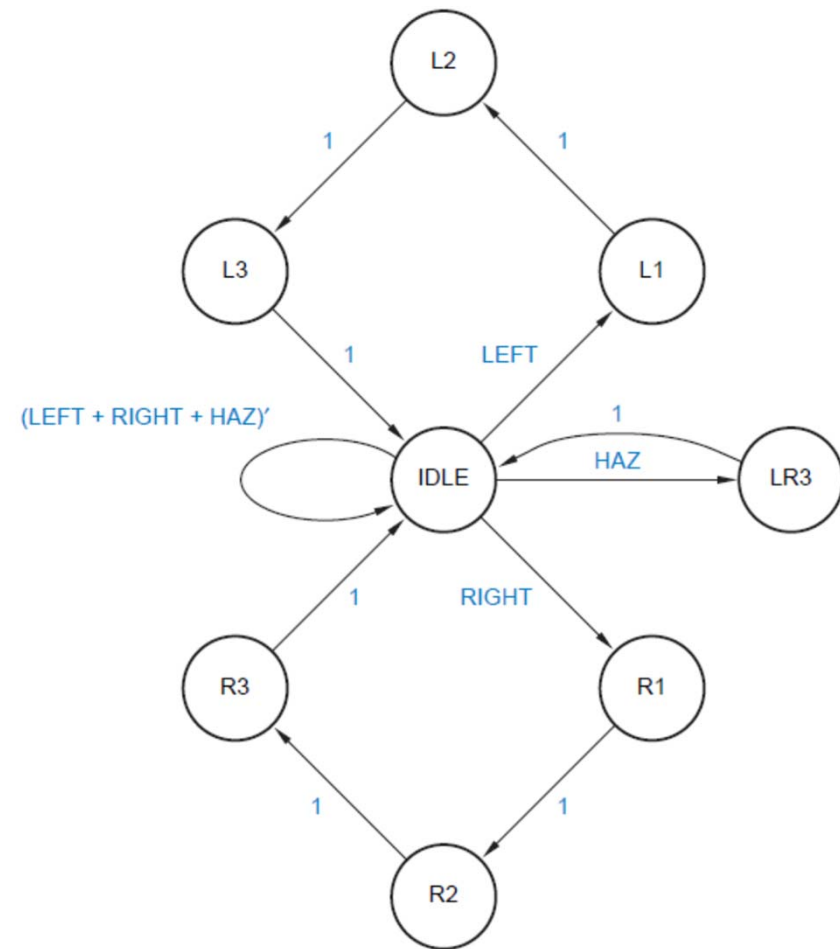 L2
1
1
L3
L1
1
LEFT
(LEFT + RIGHT + HAZ)′
1
IDLE
HAZ
LR3
1
RIGHT
R3
R1
1
1
R2